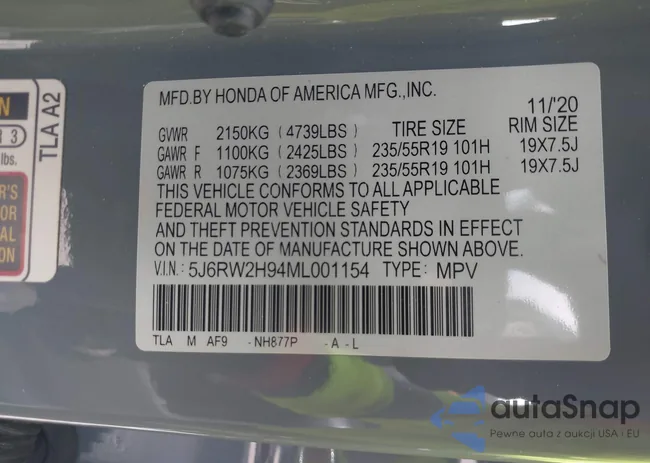 MFD.BY HONDA OF AMERICA MFG.,INC.
11/'20
GVWR 2150KG ( 4739LBS ) TIRE SIZE RIM SIZE
GAWR F 1100KG ( 2425LBS ) 235/55R19 101H 19X7.5J
GAWR R 1075KG ( 2369LBS ) 235/55R19 101H 19X7.5J
THIS VEHICLE CONFORMS TO ALL APPLICABLE
FEDERAL MOTOR VEHICLE SAFETY
AND THEFT PREVENTION STANDARDS IN EFFECT
ON THE DATE OF MANUFACTURE SHOWN ABOVE.
V.I.N.: 5J6RW2H94ML001154 TYPE: MPV
TLA M AF9 -NH877P -A-L
TLA A2
lbs.
autaSnap
Pewne auta z aukcji USA i EU